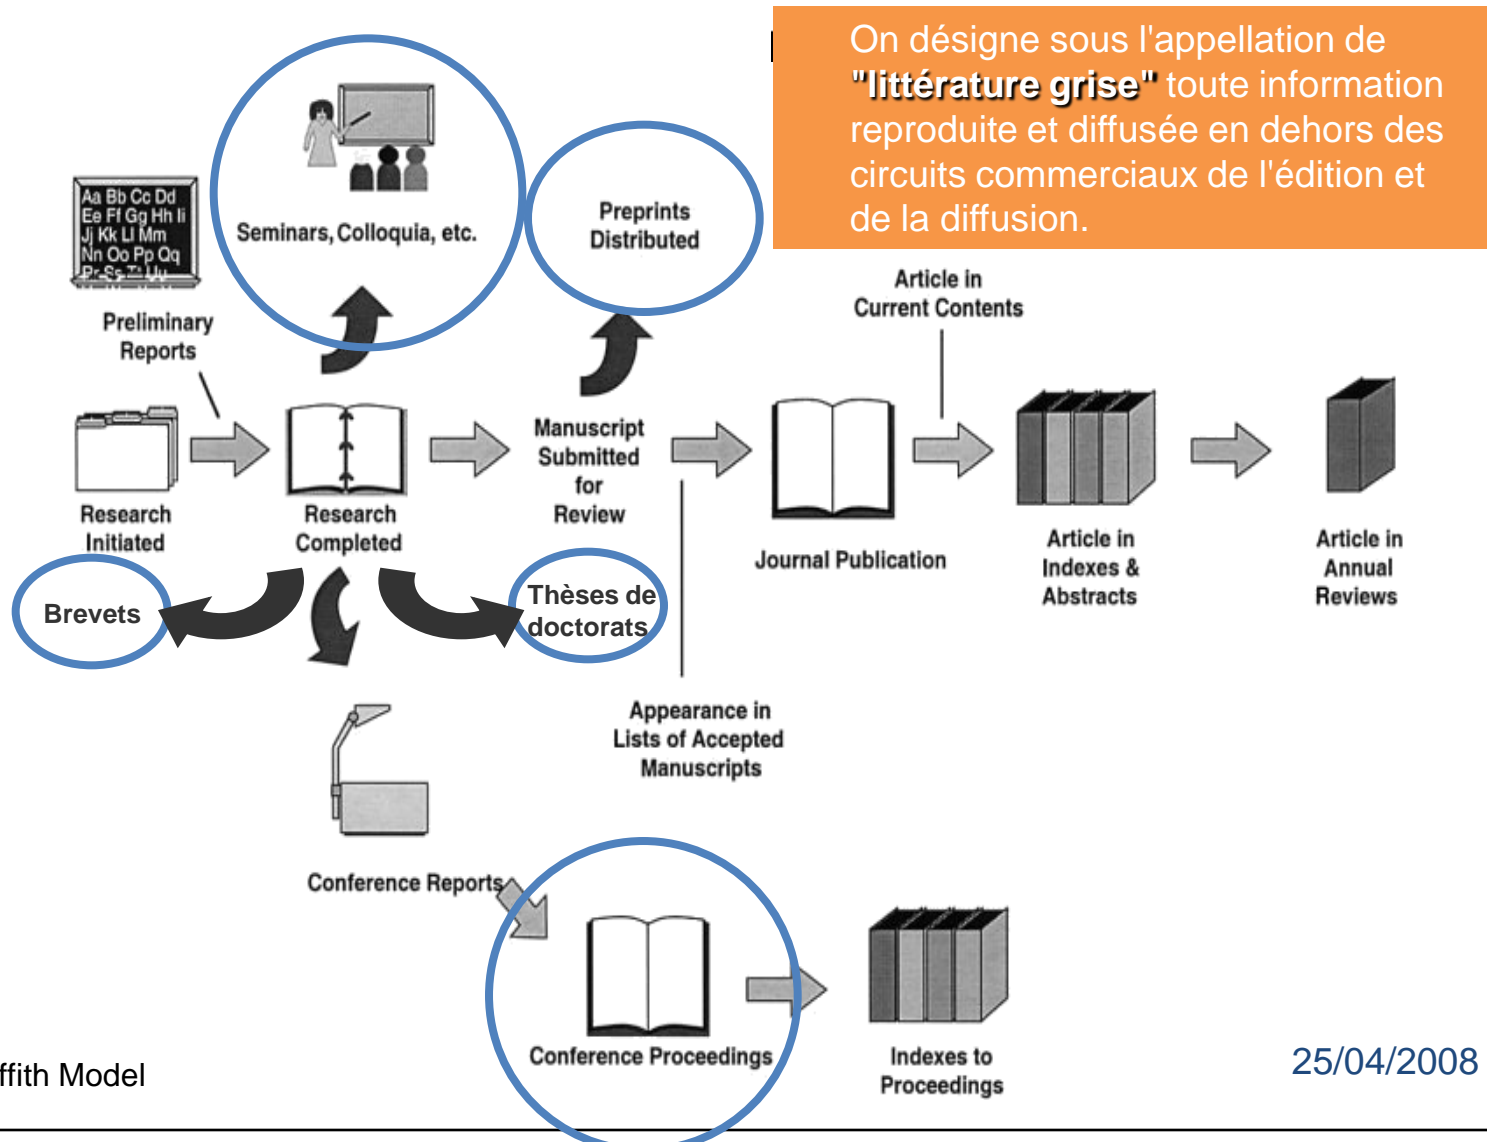 On désigne sous l'appellation de
"littérature grise" toute information
reproduite et diffusée en dehors des
circuits commerciaux de l'édition et
de la diffusion.
Aa Bb Cc Dd
Ee Ff Gg Hh Ii
Jj Kk Ll Mm
Nn Oo Pp Qq
Rr Ss Tt Uu
Seminars, Colloquia, etc.
Preprints
Distributed
Preliminary
Reports
Article in
Current Contents
Research
Initiated
Research
Completed
Manuscript
Submitted
for
Review
Journal Publication
Article in
Indexes &
Abstracts
Article in
Annual
Reviews
Brevets
Thèses de
doctorats
Appearance in
Lists of Accepted
Manuscripts
Conference Reports
Conference Proceedings
Indexes to
Proceedings
ffith Model
25/04/2008